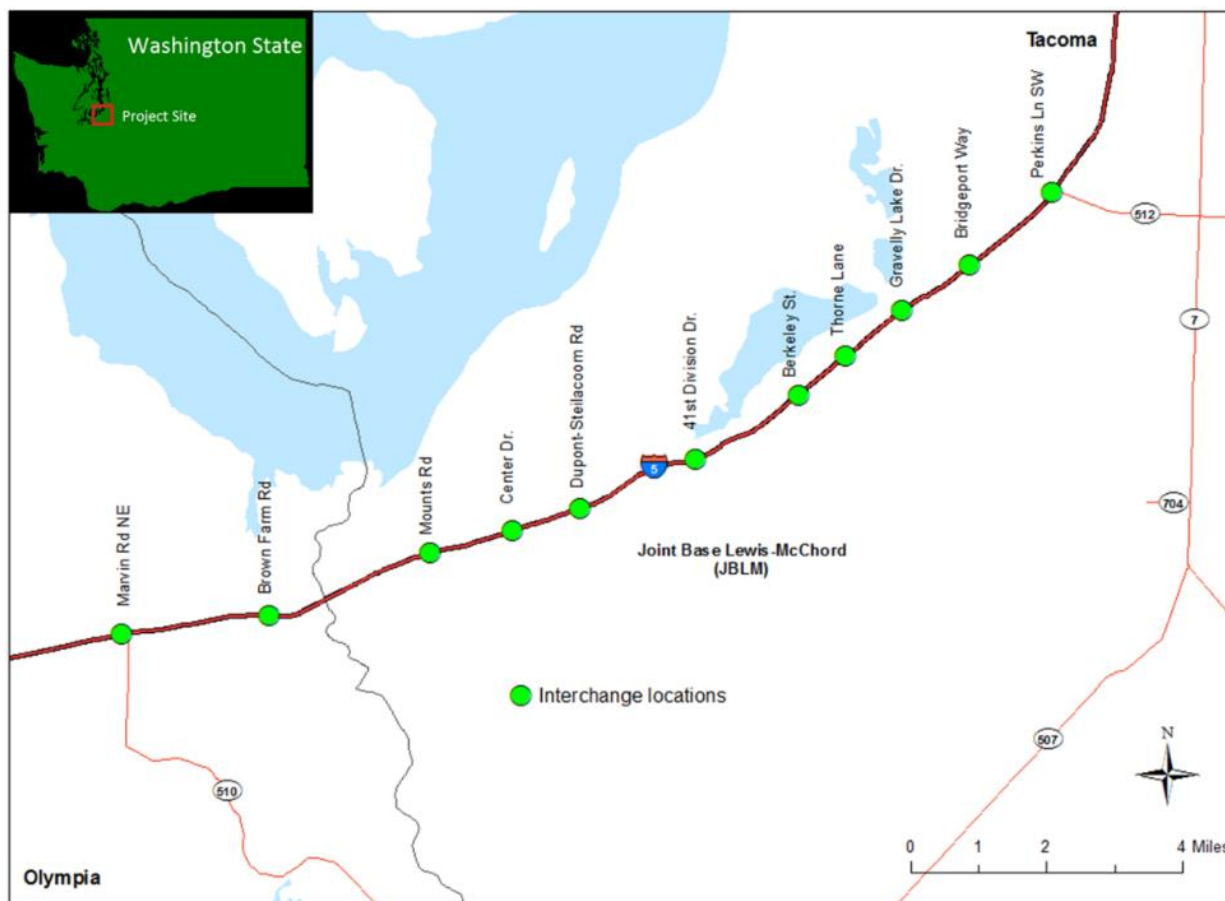 Washington State
Project Site
Tacoma
Perkins Ln SW
512
Bridgeport Way
Gravelly Lake Dr.
7
Thorne Lane
Berkeley St.
41st Division Dr.
5
Dupont-Steilacoom Rd
Center Dr.
Mounts Rd
704
Joint Base Lewis-McChord
(JBLM)
Brown Farm Rd.
Marvin Rd NE
Interchange locations
507
N
510
0 1 2 4 Miles
Olympia